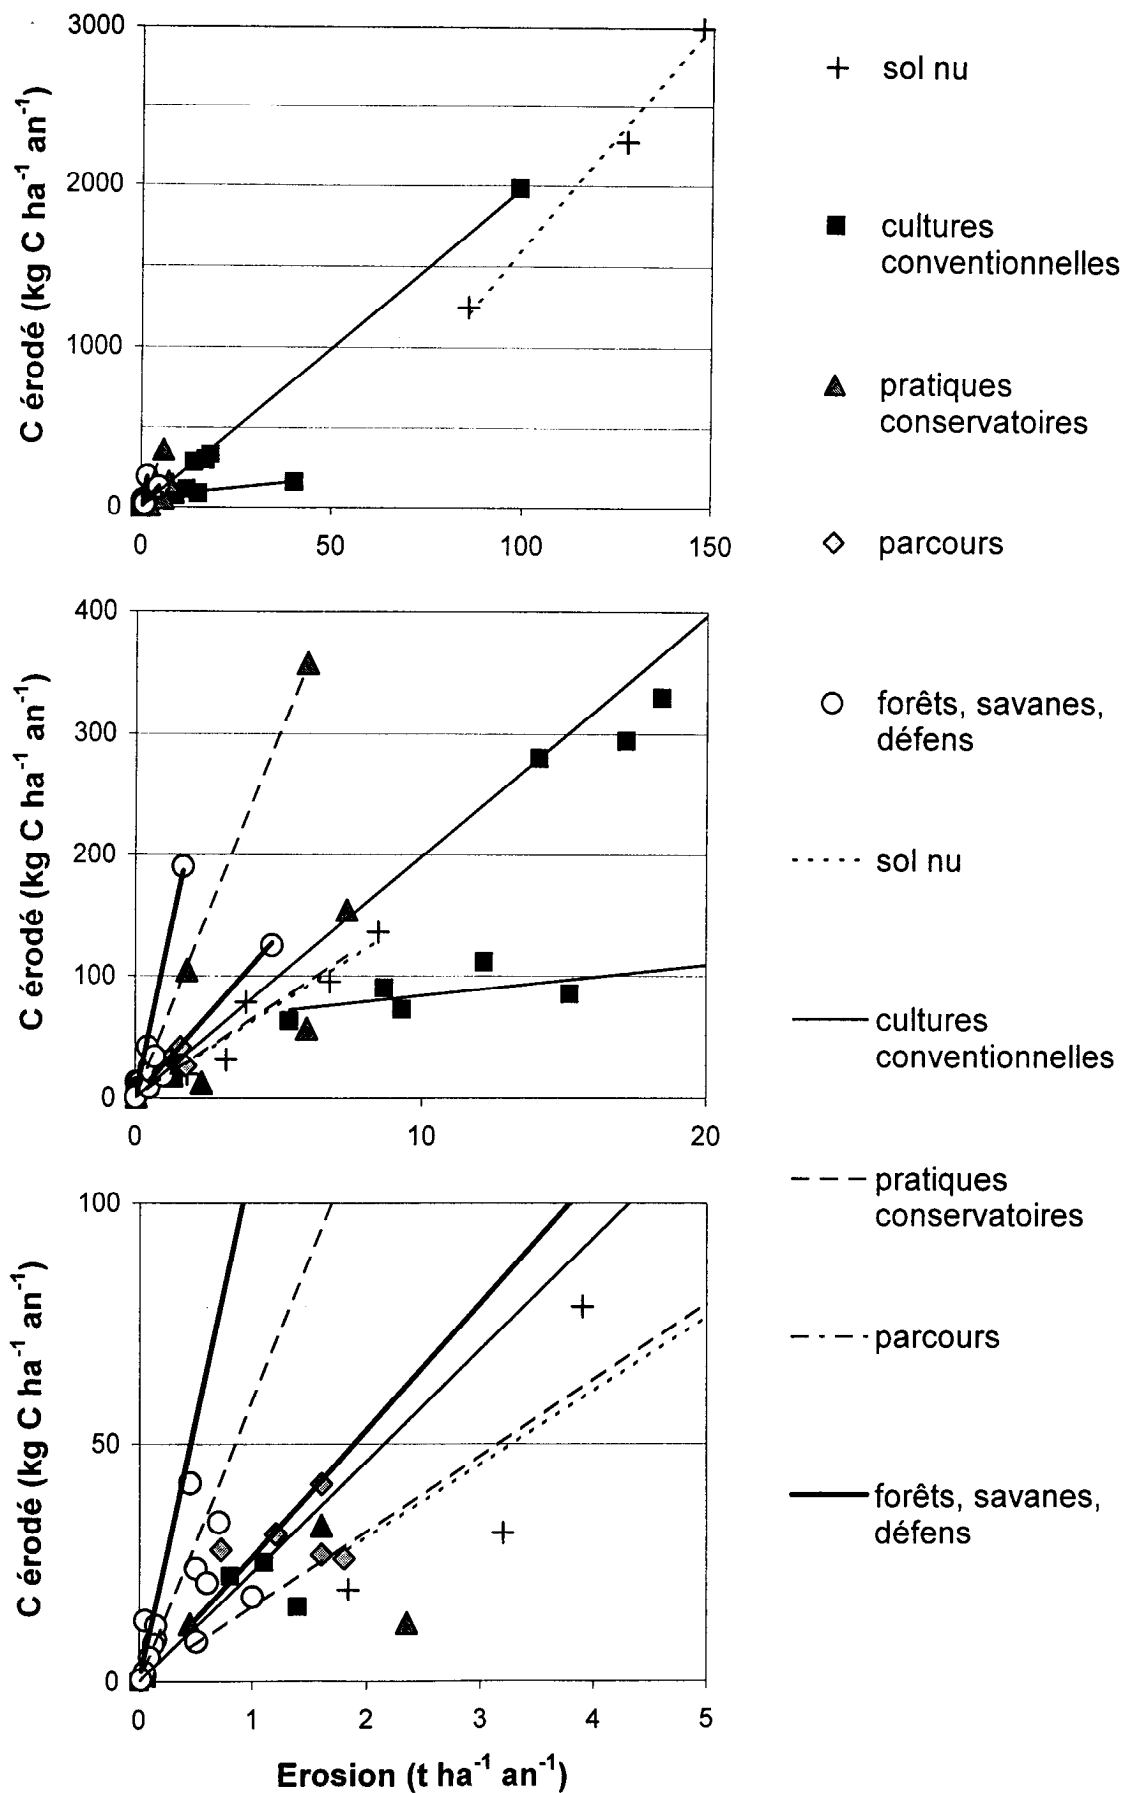 3000
2000
1000
0
0 50 100 150
C érodé (kg C ha⁻¹ an⁻¹)
400
300
200
100
0
0 10 20
C érodé (kg C ha⁻¹ an⁻¹)
100
50
0
0 1 2 3 4 5
C érodé (kg C ha⁻¹ an⁻¹)
Erosion (t ha⁻¹ an⁻¹)
sol nu
cultures
conventionnelles
pratiques
conservatoires
parcours
forêts, savanes,
défens
sol nu
cultures
conventionnelles
pratiques
conservatoires
parcours
forêts, savanes,
défens